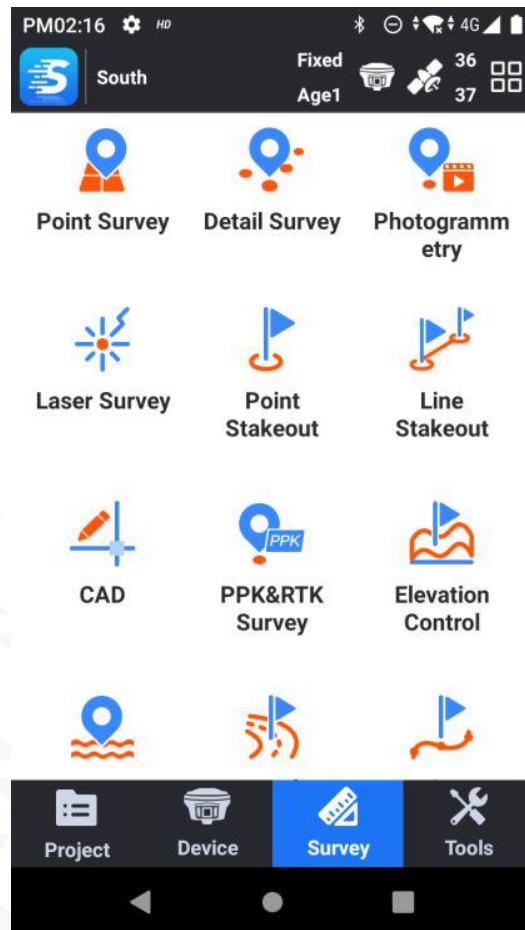 PM02:16 HD 4G
South Fixed 36
Age1 37
Point Survey Detail Survey Photogramm
etry
Laser Survey Point Line
Stakeout Stakeout
CAD PPK
PPK&RTK Elevation
Survey Control
Project Device Survey Tools